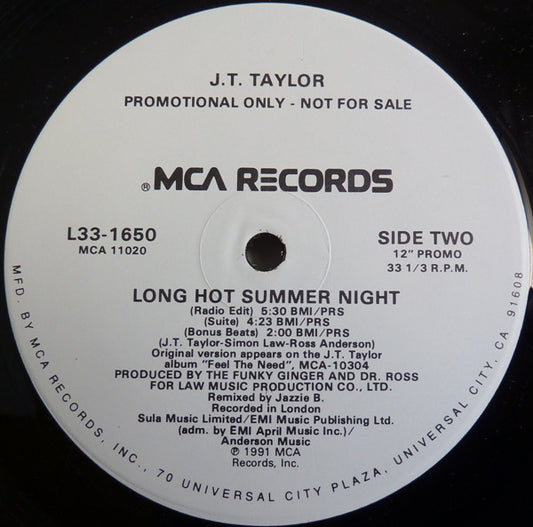 J.T. TAYLOR
PROMOTIONAL ONLY - NOT FOR SALE
® MCA RECORDS
L33-1650
MCA 11020
SIDE TWO
12" PROMO
33 1/3 R.P.M.
LONG HOT SUMMER NIGHT
(Radio Edit) 5:30 BMI/PRS
(Suite) 4:23 BMI/PRS
(Bonus Beats) 2:00 BMI/PRS
(J.T. Taylor-Simon Law-Ross Anderson)
Original version appears on the J.T. Taylor
album "Feel The Need", MCA-10304
PRODUCED BY THE FUNKY GINGER AND DR. ROSS
FOR LAW MUSIC PRODUCTION CO., LTD.
Remixed by Jazzie B.
Recorded in London
Sula Music Limited/EMI Music Publishing Ltd.
(adm. by EMI April Music Inc.)/
Anderson Music
℗ 1991 MCA
Records, Inc.
MFD. BY MCA RECORDS, INC., 70 UNIVERSAL CITY PLAZA, UNIVERSAL CITY, CA 91608